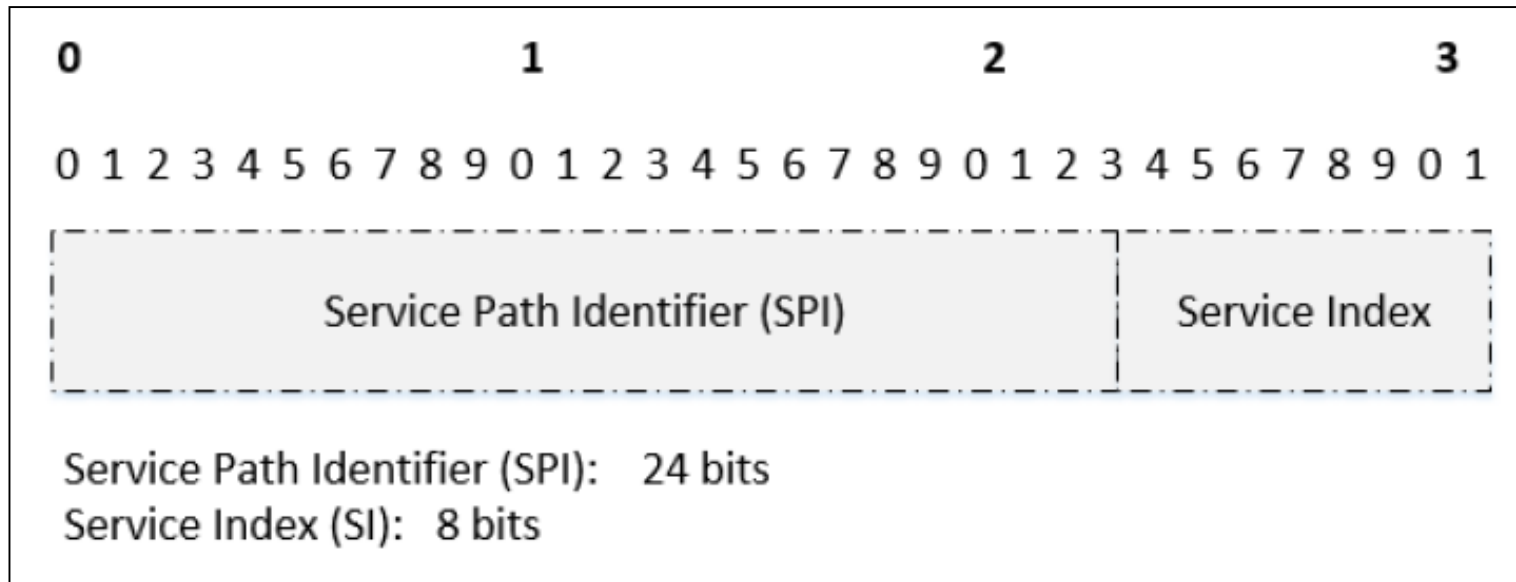 0 1 2 3
0 1 2 3 4 5 6 7 8 9 0 1 2 3 4 5 6 7 8 9 0 1 2 3 4 5 6 7 8 9 0 1
Service Path Identifier (SPI) Service Index
Service Path Identifier (SPI): 24 bits
Service Index (SI): 8 bits